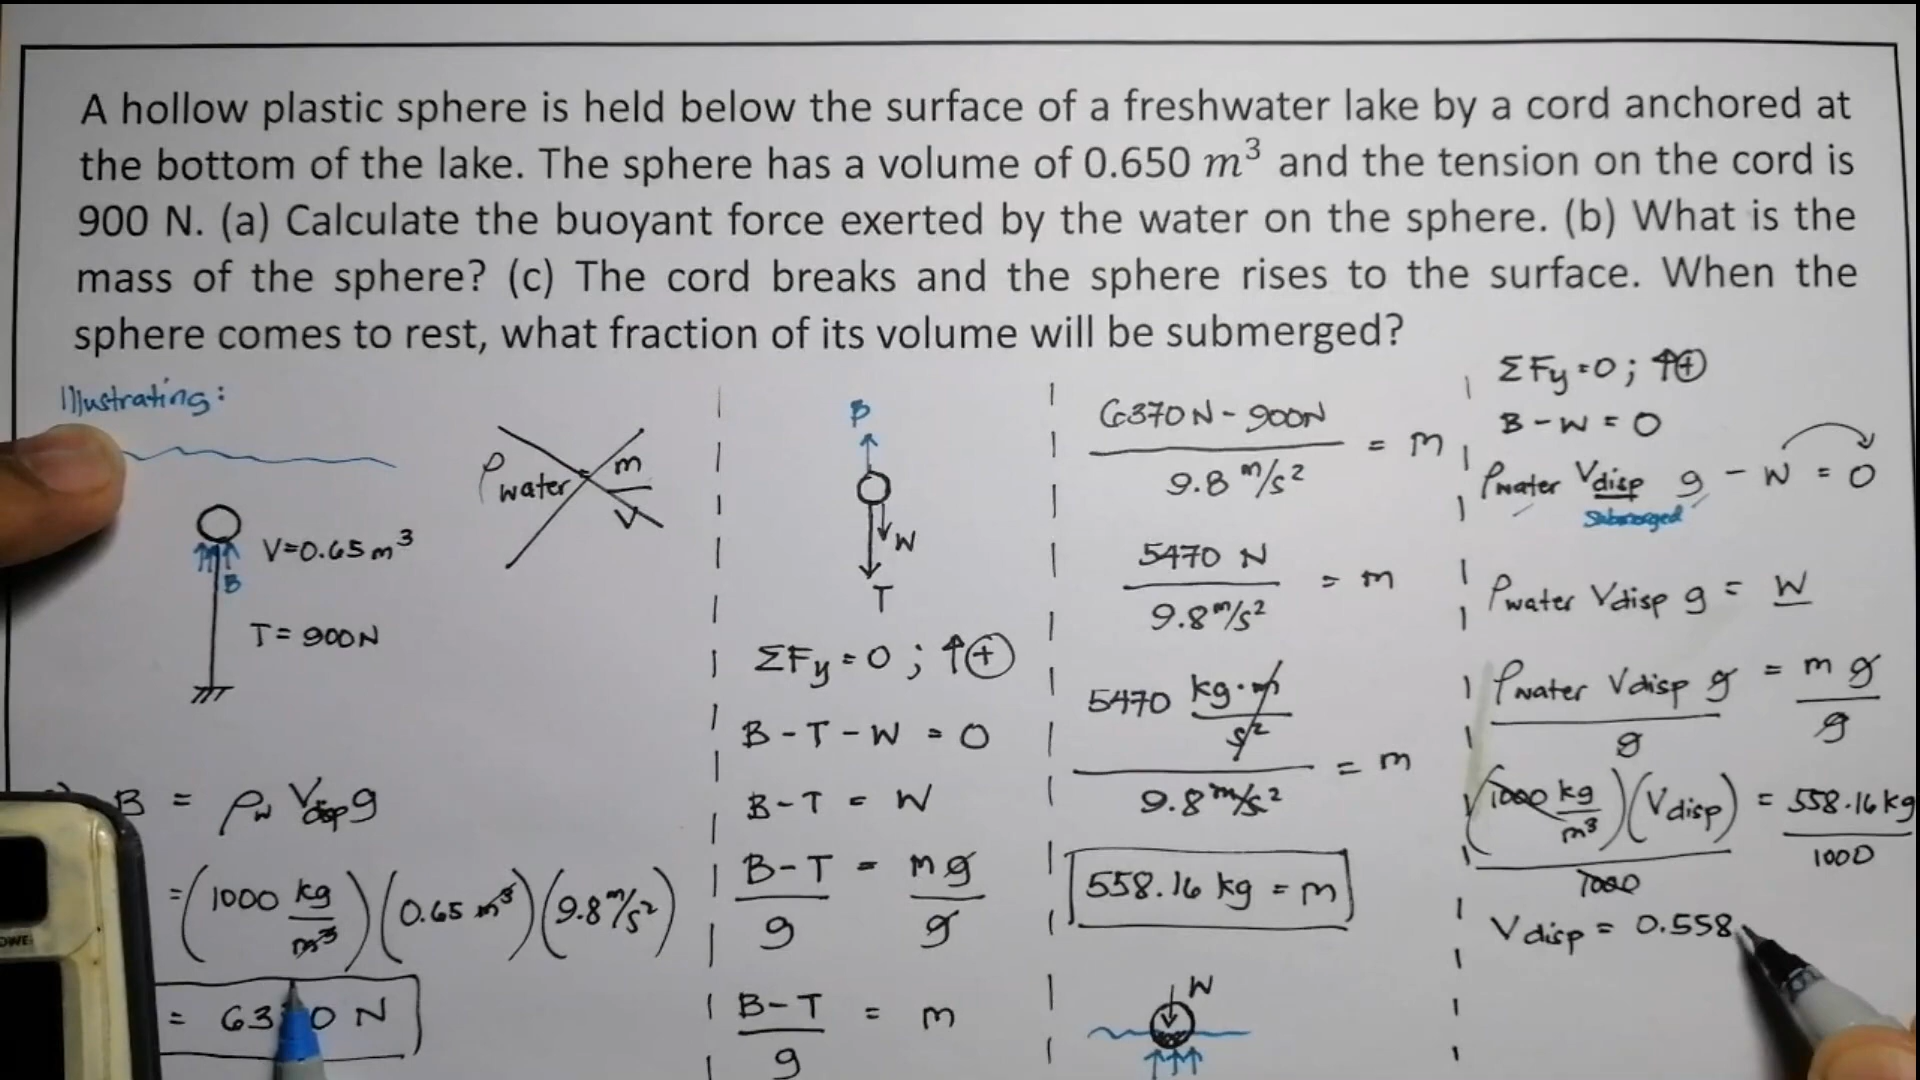 A hollow plastic sphere is held below the surface of a freshwater lake by a cord anchored at
the bottom of the lake. The sphere has a volume of 0.650 m³ and the tension on the cord is
900 N. (a) Calculate the buoyant force exerted by the water on the sphere. (b) What is the
mass of the sphere? (c) The cord breaks and the sphere rises to the surface. When the
sphere comes to rest, what fraction of its volume will be submerged?
Illustrating:
V=0.65 m³
B
T = 900N
ρwater m/V
B = ρw Vdisp g
= (1000 kg/m³)(0.65 m³)(9.8 m/s²)
= 63 0 N
B
W
T
ΣFy = 0 ; ↑(+)
B - T - W = 0
B - T = W
B-T/g = mg/g
B-T/g = m
6370N - 900N / 9.8 m/s² = m
5470 N / 9.8 m/s² = m
5470 kg·m/s² / 9.8 m/s² = m
558.16 kg = m
W
ΣFy = 0 ; ↑(+)
B - W = 0
ρwater Vdisp g - W = 0
Submerged
ρwater Vdisp g = W
ρwater Vdisp g / g = m g / g
(1000 kg/m³)(Vdisp) / 1000 = 558.16 kg / 1000
Vdisp = 0.558